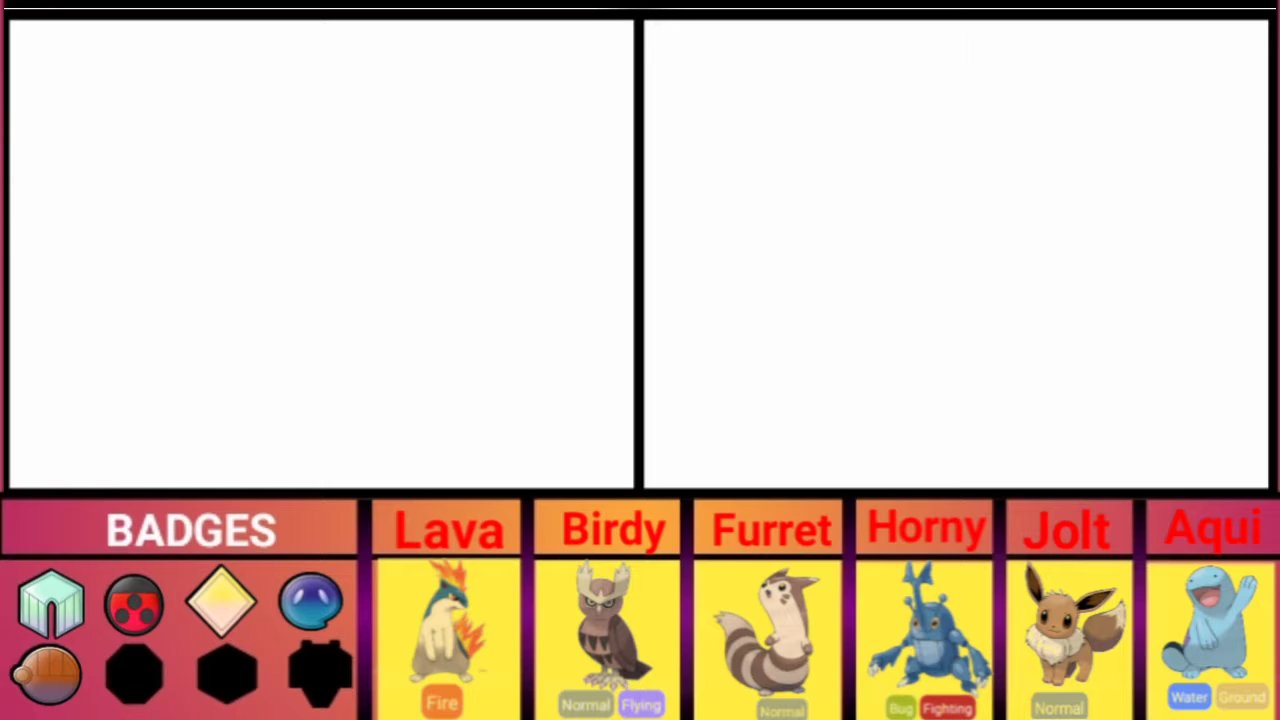 BADGES
Lava
Birdy
Furret
Horny
Jolt
Aqui
Fire
Normal Flying
Normal
Bug Fighting
Normal
Water Ground